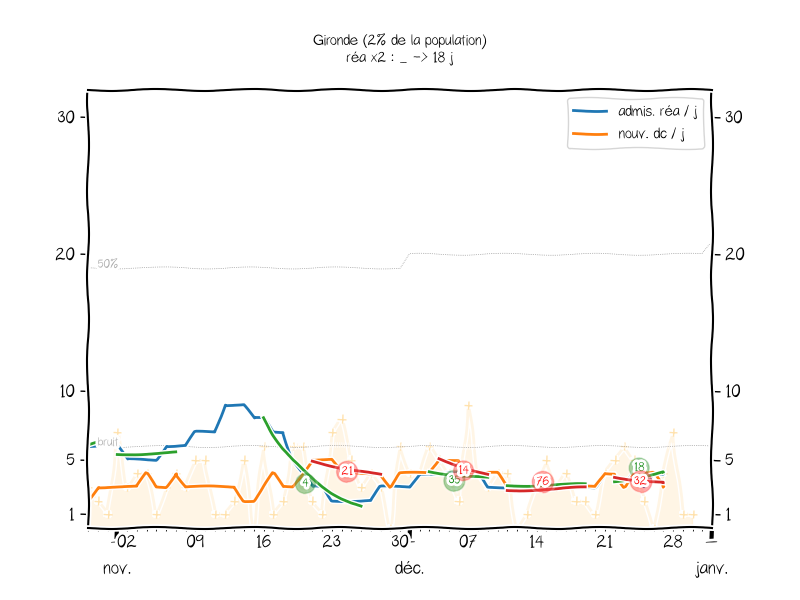 Gironde (2% de la population)
réa x2 : _ -> 18 j
admis. réa / j
nouv. dc / j
30 30
20 20
50%
10 10
bruit
5 5
1 1
4 21 35 14 76 18 32
02 09 16 23 30 07 14 21 28
nov. déc. janv.